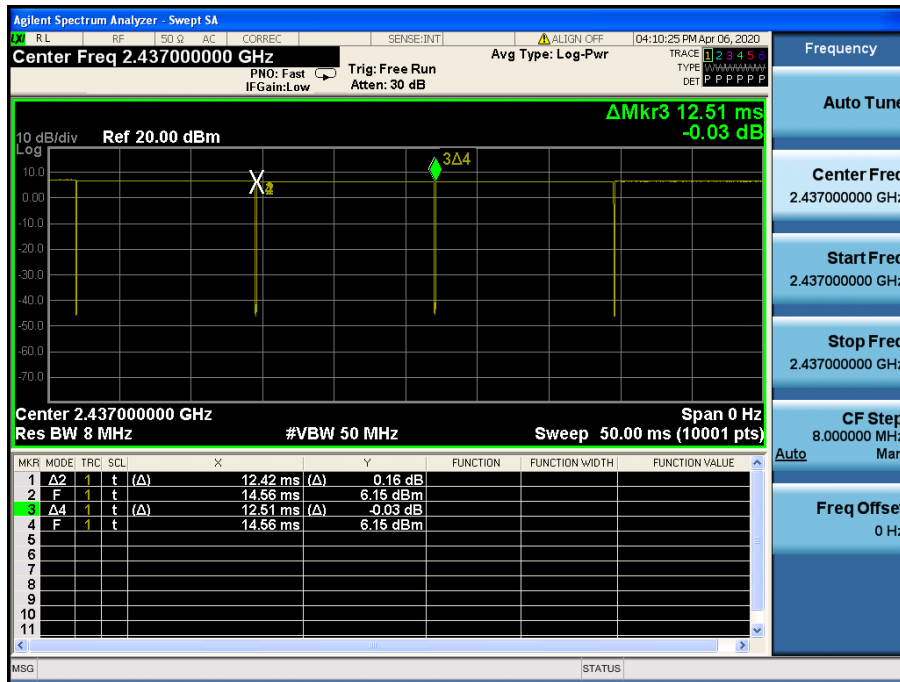 Agilent Spectrum Analyzer - Swept SA
LXI RL RF 50 Ω AC CORREC SENSE:INT ALIGN OFF 04:10:25 PM Apr 06, 2020
Center Freq 2.437000000 GHz
PNO: Fast
IFGain:Low
Trig: Free Run
Atten: 30 dB
Avg Type: Log-Pwr
TRACE 1 2 3 4 5 6
TYPE WWWWWW
DET P P P P P P
ΔMkr3 12.51 ms
-0.03 dB
10 dB/div Ref 20.00 dBm
Log
10.0
0.00
-10.0
-20.0
-30.0
-40.0
-50.0
-60.0
-70.0
3Δ4
Center 2.437000000 GHz Span 0 Hz
Res BW 8 MHz #VBW 50 MHz Sweep 50.00 ms (10001 pts)
MKR MODE TRC SCL X Y FUNCTION FUNCTION WIDTH FUNCTION VALUE
1 Δ2 1 t (Δ) 12.42 ms (Δ) 0.16 dB
2 F 1 t 14.56 ms 6.15 dBm
3 Δ4 1 t (Δ) 12.51 ms (Δ) -0.03 dB
4 F 1 t 14.56 ms 6.15 dBm
5
6
7
8
9
10
11
MSG STATUS
Frequency
Auto Tune
Center Freq
2.437000000 GHz
Start Freq
2.437000000 GHz
Stop Freq
2.437000000 GHz
CF Step
8.000000 MHz
Auto Man
Freq Offset
0 Hz